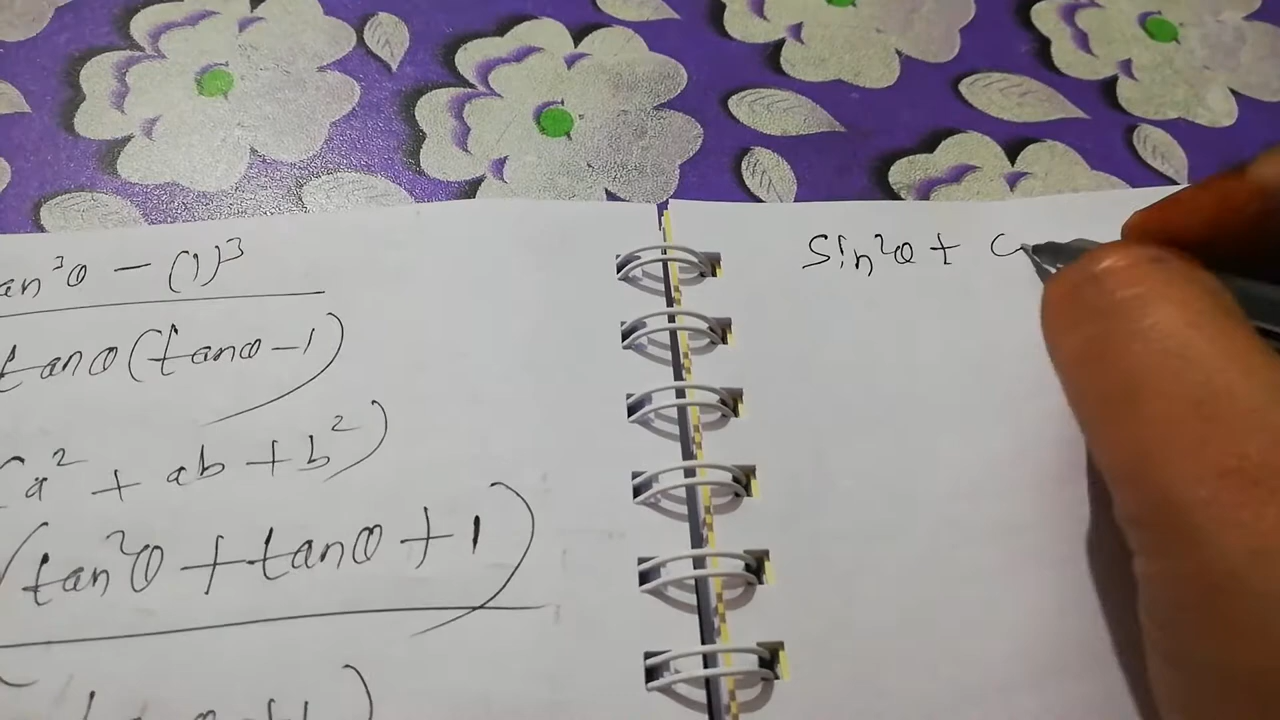 an³θ - (1)³
tanθ(tanθ-1)
(a² + ab + b²)
(tan²θ + tanθ + 1)
Sin²θ + c